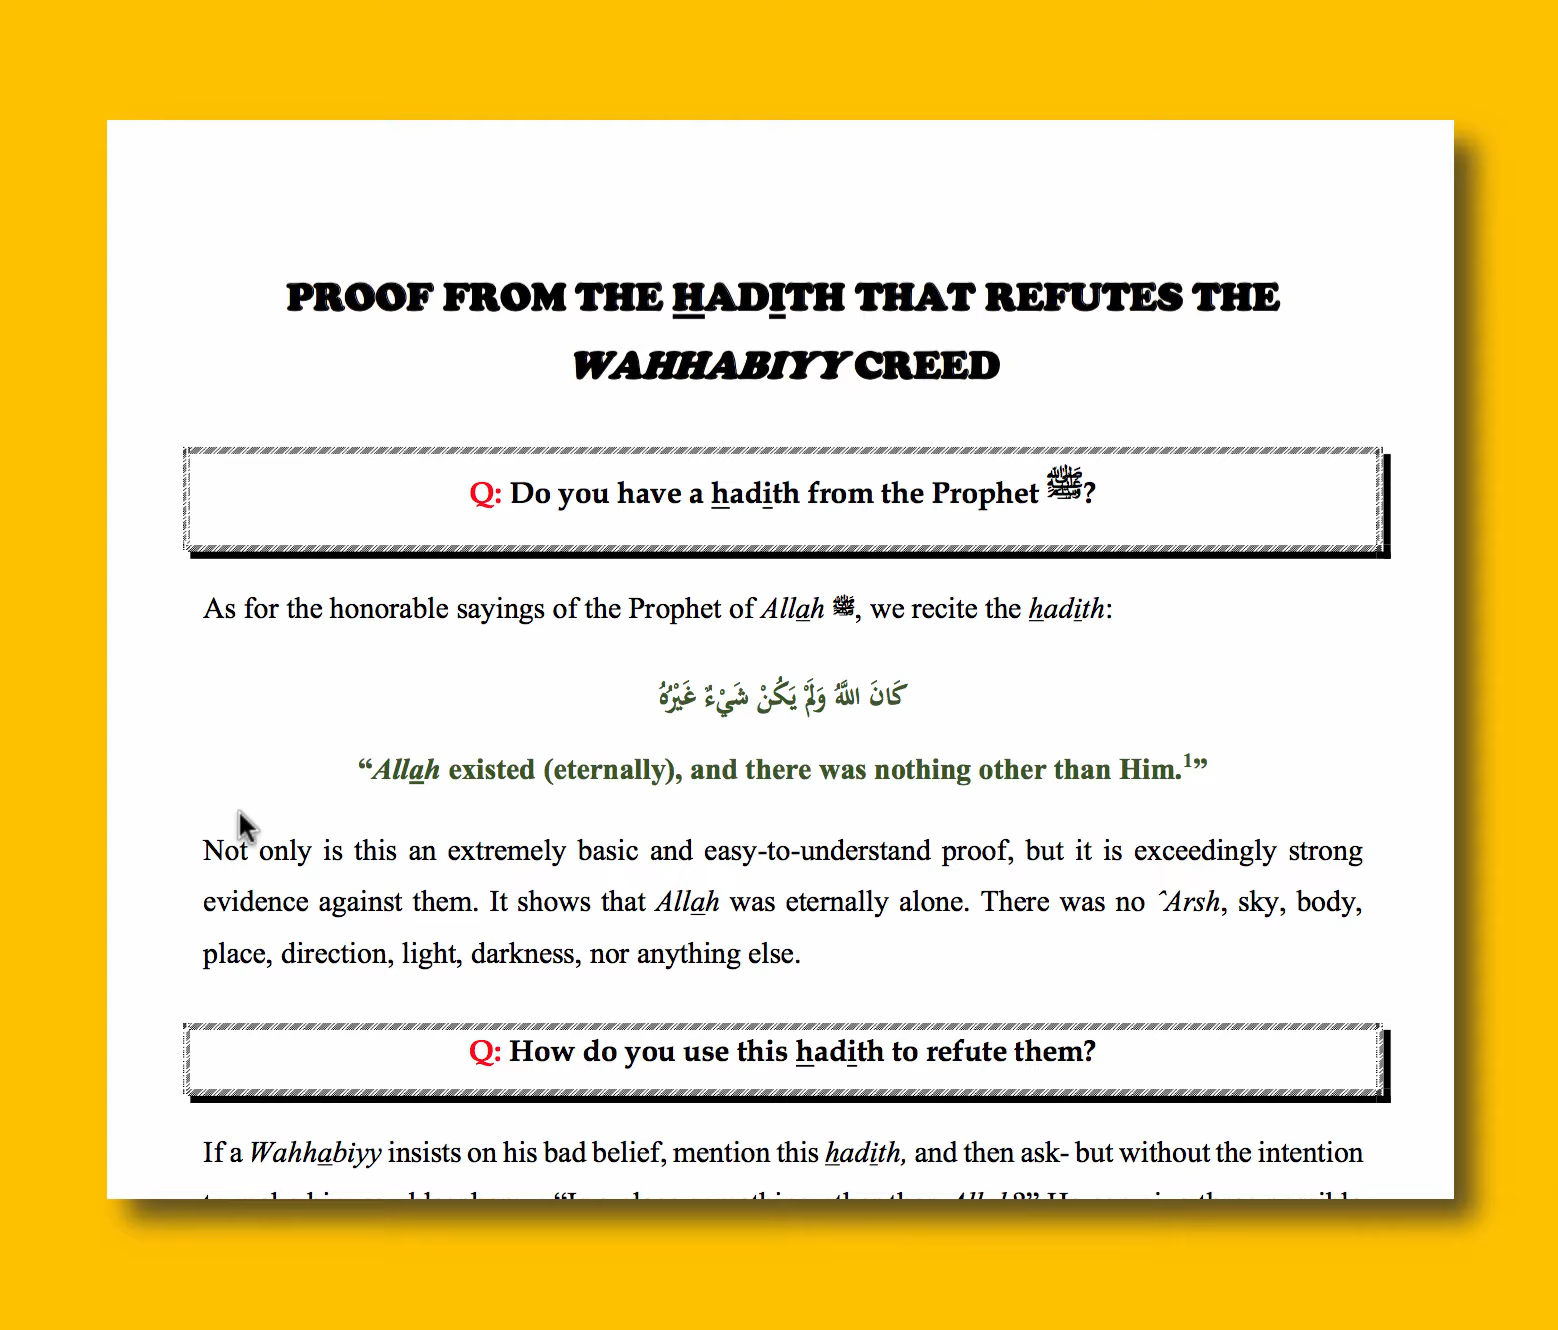 PROOF FROM THE HADITH THAT REFUTES THE
WAHHABIYY CREED
Q: Do you have a hadith from the Prophet ﷺ?
As for the honorable sayings of the Prophet of Allah ﷺ, we recite the hadith:
كَانَ اللَّهُ وَلَمْ يَكُنْ شَيْءٌ غَيْرُهُ
“Allah existed (eternally), and there was nothing other than Him.1”
Not only is this an extremely basic and easy-to-understand proof, but it is exceedingly strong
evidence against them. It shows that Allah was eternally alone. There was no ˆArsh, sky, body,
place, direction, light, darkness, nor anything else.
Q: How do you use this hadith to refute them?
If a Wahhabiyy insists on his bad belief, mention this hadith, and then ask- but without the intention